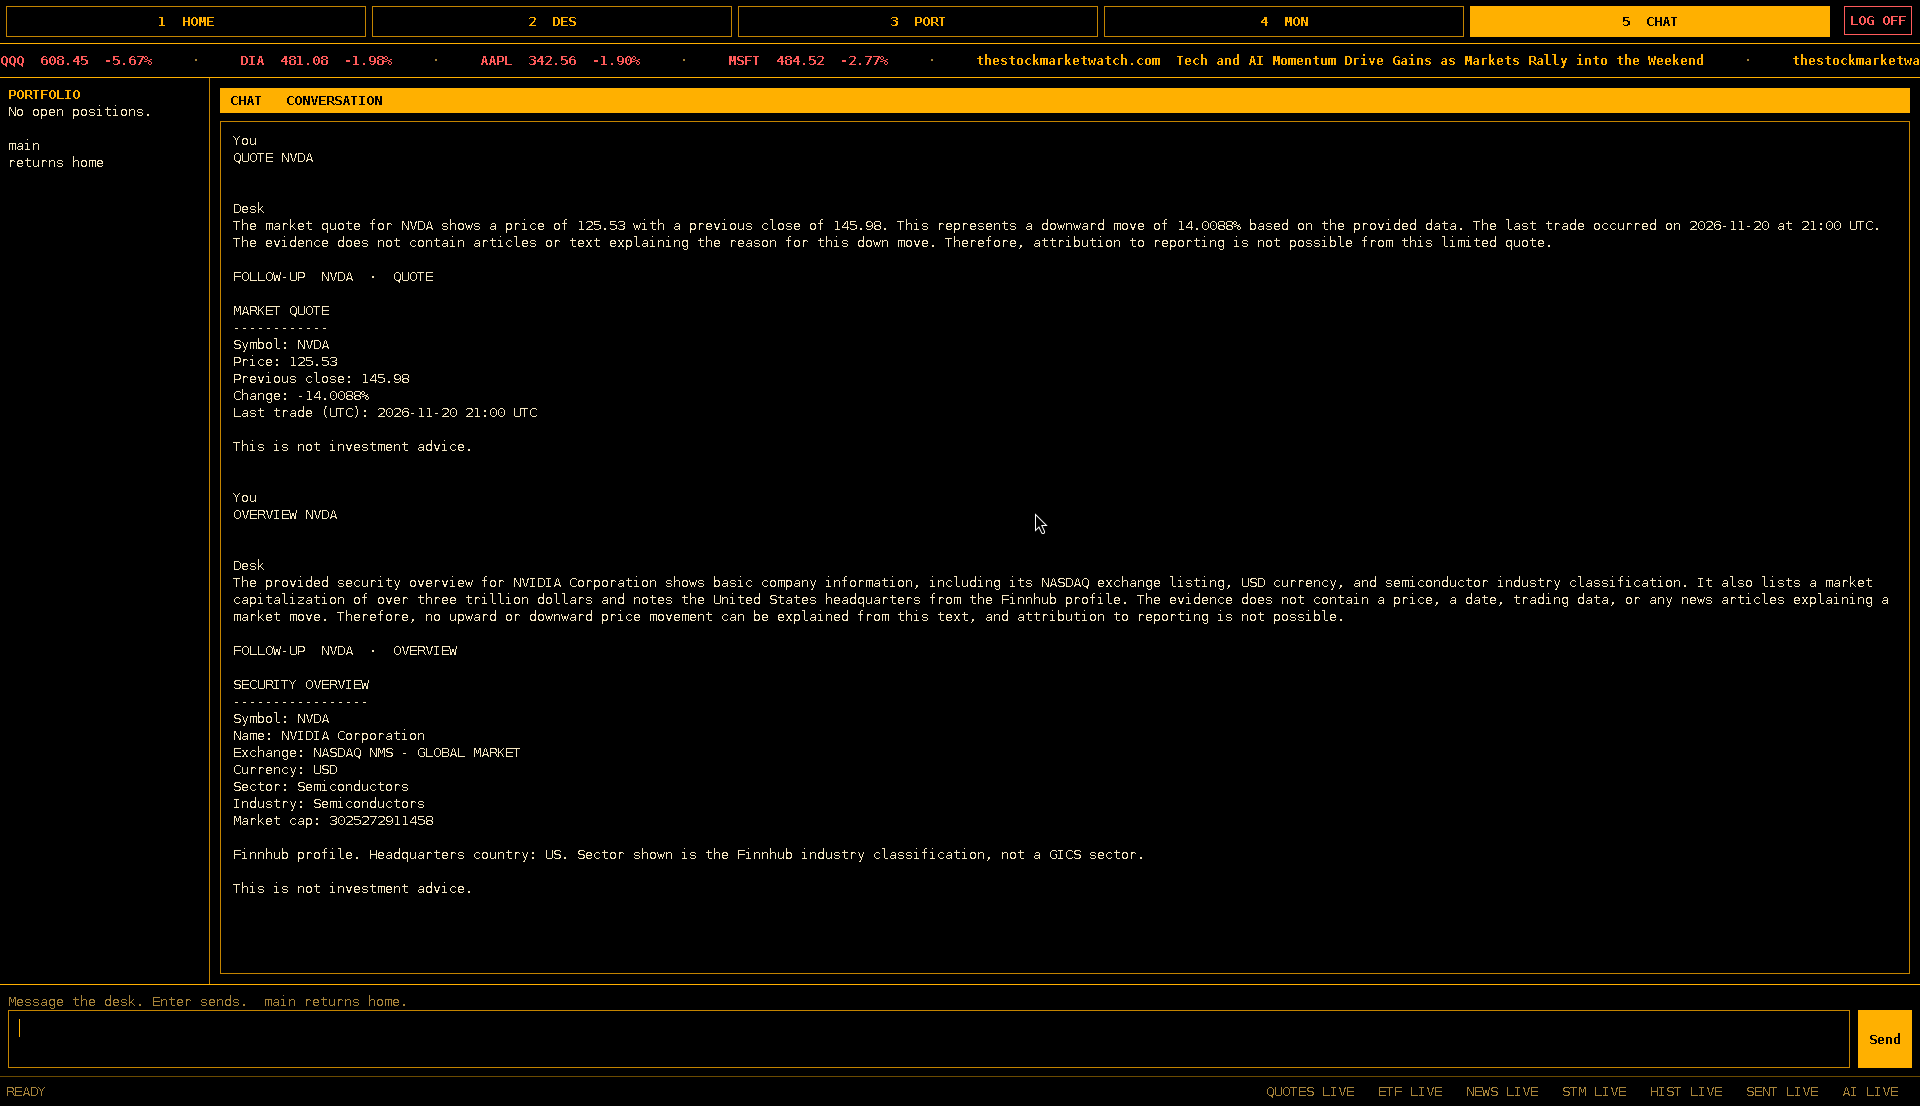 1 HOME
2 DES
3 PORT
4 MON
5 CHAT
LOG OFF
QQQ 608.45 -5.67% · DIA 481.08 -1.98% · AAPL 342.56 -1.90% · MSFT 484.52 -2.77% · thestockmarketwatch.com Tech and AI Momentum Drive Gains as Markets Rally into the Weekend · thestockmarketwa
PORTFOLIO
No open positions.
main
returns home
CHAT CONVERSATION
You
QUOTE NVDA
Desk
The market quote for NVDA shows a price of 125.53 with a previous close of 145.98. This represents a downward move of 14.0088% based on the provided data. The last trade occurred on 2026-11-20 at 21:00 UTC.
The evidence does not contain articles or text explaining the reason for this down move. Therefore, attribution to reporting is not possible from this limited quote.
FOLLOW-UP NVDA · QUOTE
MARKET QUOTE
------------
Symbol: NVDA
Price: 125.53
Previous close: 145.98
Change: -14.0088%
Last trade (UTC): 2026-11-20 21:00 UTC
This is not investment advice.
You
OVERVIEW NVDA
Desk
The provided security overview for NVIDIA Corporation shows basic company information, including its NASDAQ exchange listing, USD currency, and semiconductor industry classification. It also lists a market
capitalization of over three trillion dollars and notes the United States headquarters from the Finnhub profile. The evidence does not contain a price, a date, trading data, or any news articles explaining a
market move. Therefore, no upward or downward price movement can be explained from this text, and attribution to reporting is not possible.
FOLLOW-UP NVDA · OVERVIEW
SECURITY OVERVIEW
-----------------
Symbol: NVDA
Name: NVIDIA Corporation
Exchange: NASDAQ NMS - GLOBAL MARKET
Currency: USD
Sector: Semiconductors
Industry: Semiconductors
Market cap: 3025272911458
Finnhub profile. Headquarters country: US. Sector shown is the Finnhub industry classification, not a GICS sector.
This is not investment advice.
Message the desk. Enter sends. main returns home.
Send
READY
QUOTES LIVE ETF LIVE NEWS LIVE STM LIVE HIST LIVE SENT LIVE AI LIVE